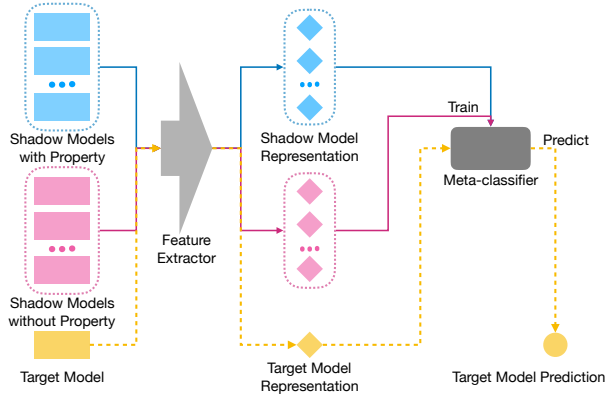 Shadow Models
with Property
Shadow Models
without Property
Target Model
Feature
Extractor
Shadow Model
Representation
Target Model
Representation
Train
Meta-classifier
Predict
Target Model Prediction